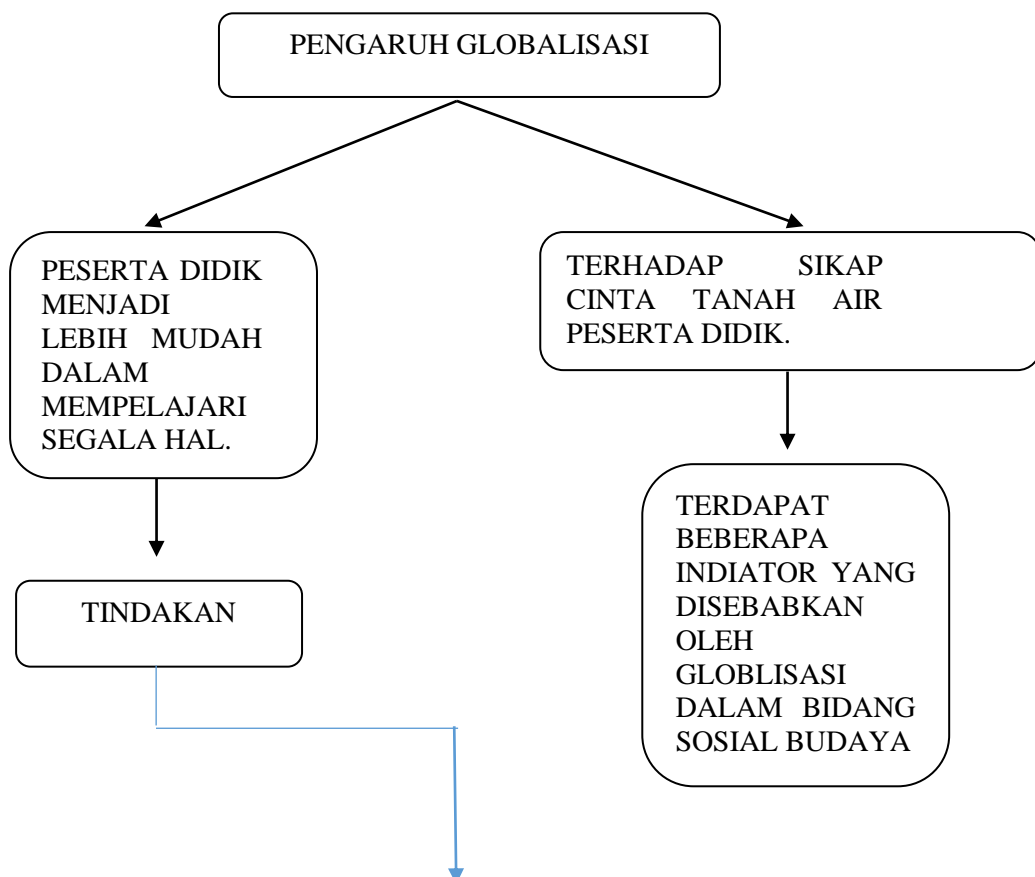 PENGARUH GLOBALISASI
PESERTA DIDIK
MENJADI
LEBIH MUDAH
DALAM
MEMPELAJARI
SEGALA HAL.
TERHADAP SIKAP
CINTA TANAH AIR
PESERTA DIDIK.
TINDAKAN
TERDAPAT
BEBERAPA
INDIATOR YANG
DISEBABKAN
OLEH
GLOBLISASI
DALAM BIDANG
SOSIAL BUDAYA